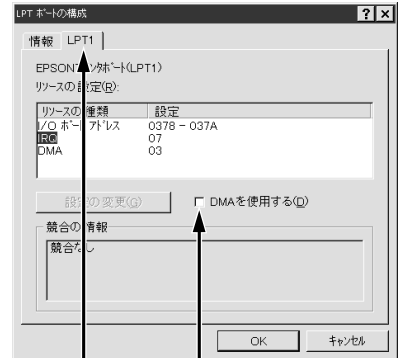 LPT ポートの構成
情報 LPT1
EPSONプリンタポート(LPT1)
リソースの設定(R):
リソースの種類 設定
I/O ポートアドレス 0378 - 037A
IRQ 07
DMA 03
設定の変更(G)
DMAを使用する(D)
競合の情報
競合なし
OK キャンセル